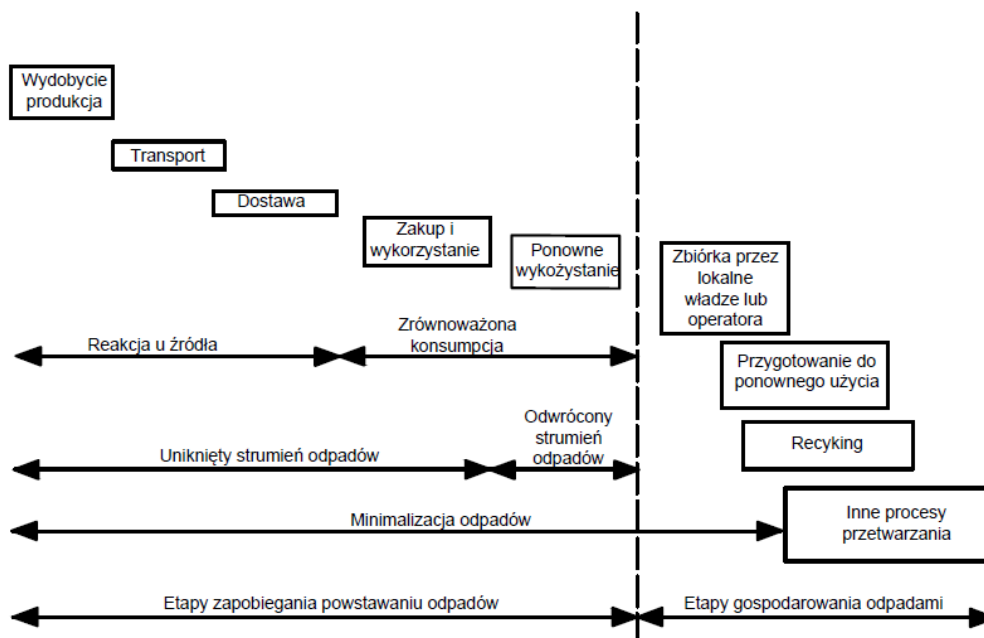 Wydobycie
produkcja
Transport
Dostawa
Zakup i
wykorzystanie
Ponowne
wykożystanie
Zbiórka przez
lokalne
władze lub
operatora
Reakcja u źródła
Zrównoważona
konsumpcja
Przygotowanie do
ponownego użycia
Uniknięty strumień odpadów
Odwrócony
strumień
odpadów
Recyking
Minimalizacja odpadów
Inne procesy
przetwarzania
Etapy zapobiegania powstawaniu odpadów
Etapy gospodarowania odpadami